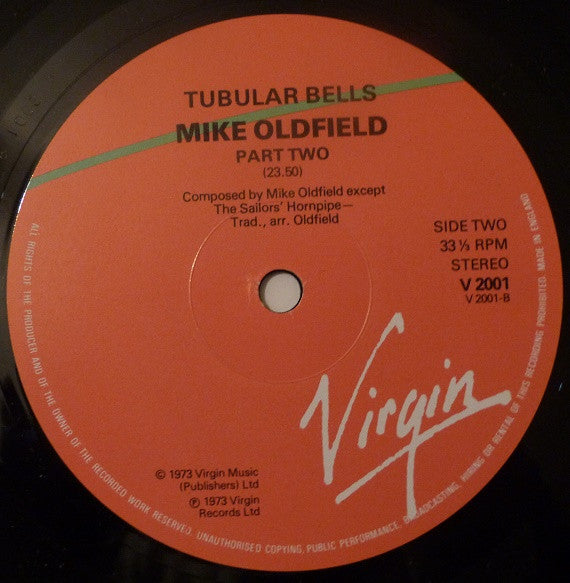 TUBULAR BELLS
MIKE OLDFIELD
PART TWO
(23.50)
Composed by Mike Oldfield except
The Sailors' Hornpipe—
Trad., arr. Oldfield
SIDE TWO
33⅓ RPM
STEREO
V 2001
V 2001-B
Virgin
© 1973 Virgin Music
(Publishers) Ltd
℗ 1973 Virgin
Records Ltd
ALL RIGHTS OF THE PRODUCER AND OF THE OWNER OF THE RECORDED WORK RESERVED. UNAUTHORISED COPYING, PUBLIC PERFORMANCE, BROADCASTING, HIRING OR RENTAL OF THIS RECORDING PROHIBITED. MADE IN ENGLAND